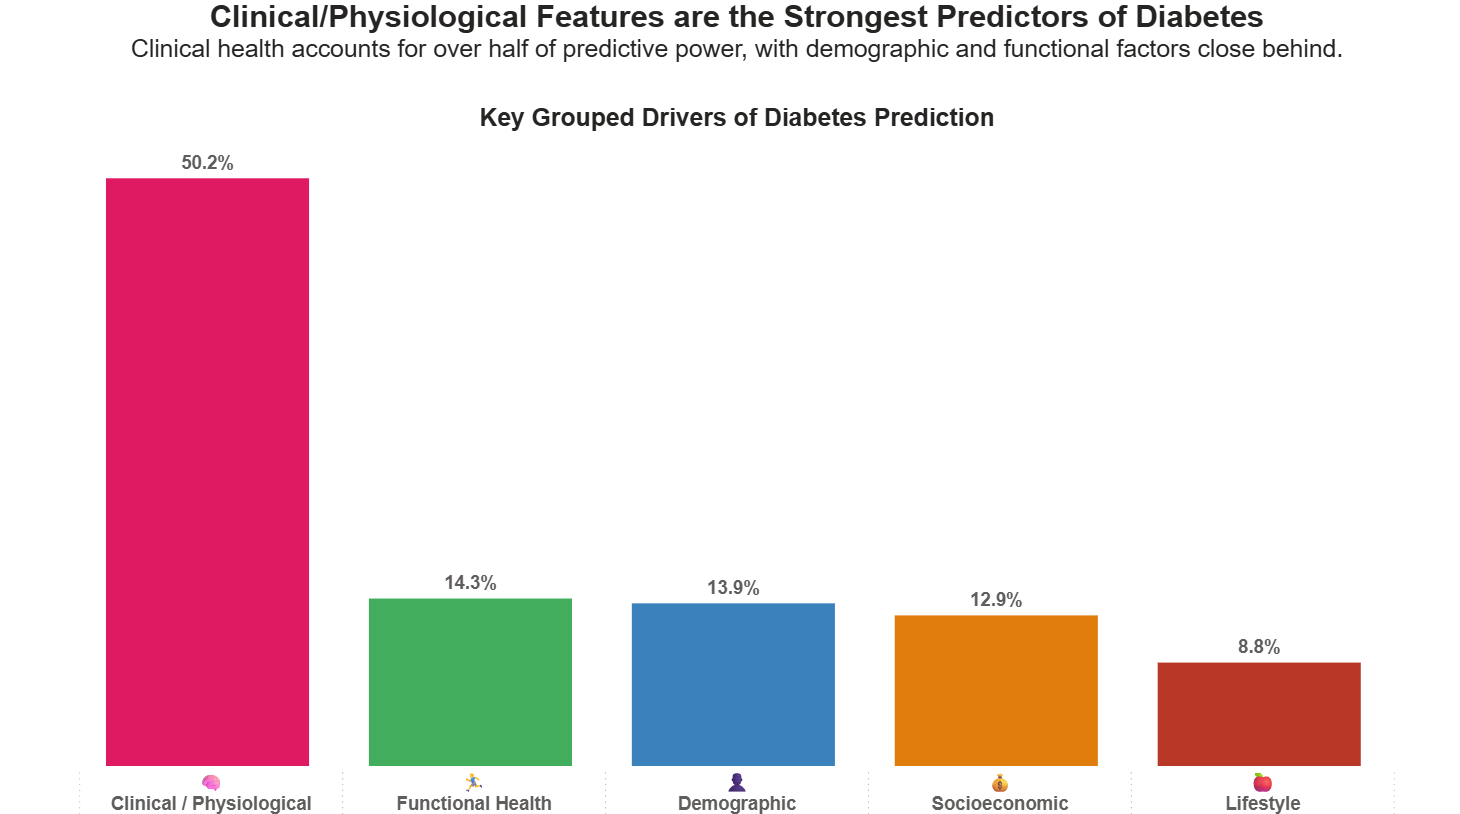 Clinical/Physiological Features are the Strongest Predictors of Diabetes
Clinical health accounts for over half of predictive power, with demographic and functional factors close behind.
Key Grouped Drivers of Diabetes Prediction
50.2%
14.3%
13.9%
12.9%
8.8%
Clinical / Physiological
Functional Health
Demographic
Socioeconomic
Lifestyle